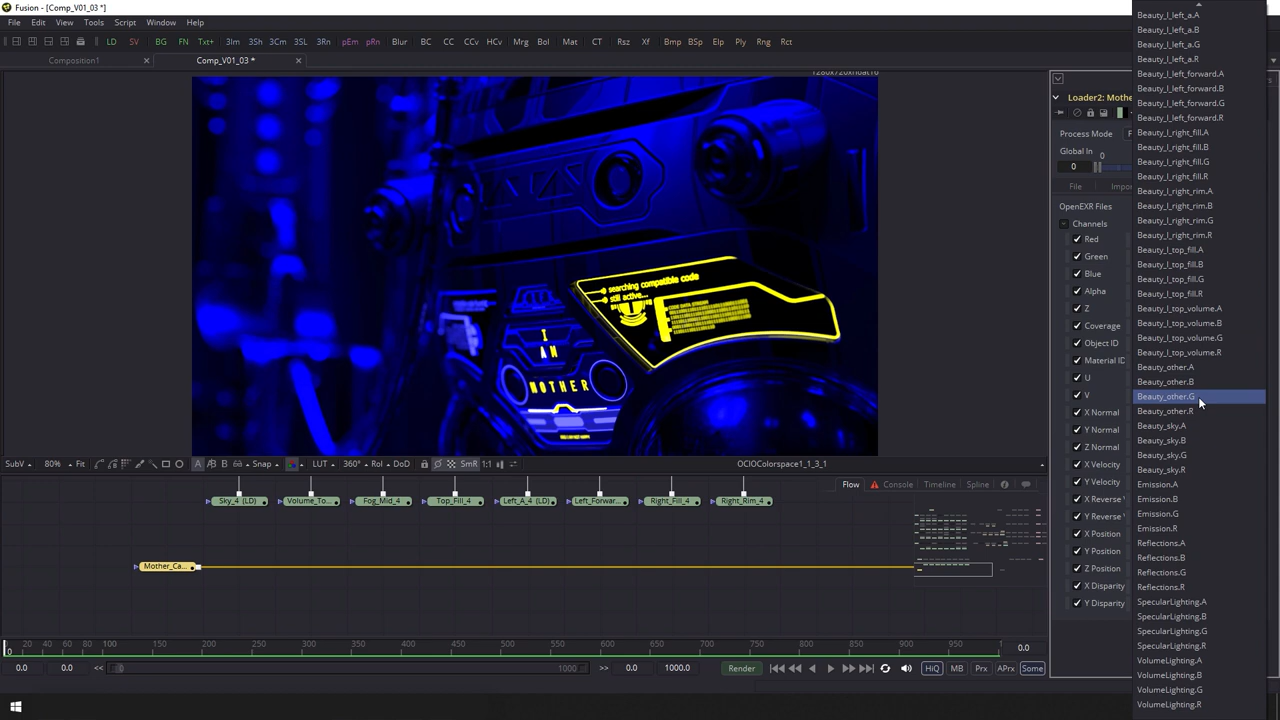 Fusion - [Comp_V01_03 *]
File Edit View Tools Script Window Help
LD SV BG FN Txt+ 3Im 3Sh 3Cm 3SL 3Rn pEm pRn Blur BC CC HCv Mrg Bol Mat CT Rsz Xf Bmp BSp Elp Ply Rng Rct
Composition1 Comp_V01_03 *
1280x720xfloat16
searching compatible code
still active...
I
AM
MOTHER
SubV 80% Fit A B Snap LUT 360° RoI DoD SmR 1:1 OCIOColorspace1_1_3_1
Flow Console Timeline Spline
Sky_4 (LD) Volume_To... Fog_Mid_4 Top_Fill_4 Left_A_4 (LD) Left_Forwar... Right_Fill_4 Right_Rim_4
Mother_Ca...
0 20 40 60 80 100 150 200 250 300 350 400 450 500 550 600 650 700 750 800 850 900 950
0.0 0.0 << 0 1000 >> 0.0 1000.0 Render HiQ MB Prx APrx Some
0.0
Loader2: Mothe
Process Mode
Global In
0
0
File Impor
OpenEXR Files
Channels
Red
Green
Blue
Alpha
Z
Coverage
Object ID
Material ID
U
V
X Normal
Y Normal
Z Normal
X Velocity
Y Velocity
X Reverse
Y Reverse
X Position
Y Position
Z Position
X Disparity
Y Disparity
Beauty_l_left_a.A
Beauty_l_left_a.B
Beauty_l_left_a.G
Beauty_l_left_a.R
Beauty_l_left_forward.A
Beauty_l_left_forward.B
Beauty_l_left_forward.G
Beauty_l_left_forward.R
Beauty_l_right_fill.A
Beauty_l_right_fill.B
Beauty_l_right_fill.G
Beauty_l_right_fill.R
Beauty_l_right_rim.A
Beauty_l_right_rim.B
Beauty_l_right_rim.G
Beauty_l_right_rim.R
Beauty_l_top_fill.A
Beauty_l_top_fill.B
Beauty_l_top_fill.G
Beauty_l_top_fill.R
Beauty_l_top_volume.A
Beauty_l_top_volume.B
Beauty_l_top_volume.G
Beauty_l_top_volume.R
Beauty_other.A
Beauty_other.B
Beauty_other.G
Beauty_other.R
Beauty_sky.A
Beauty_sky.B
Beauty_sky.G
Beauty_sky.R
Emission.A
Emission.B
Emission.G
Emission.R
Reflections.A
Reflections.B
Reflections.G
Reflections.R
SpecularLighting.A
SpecularLighting.B
SpecularLighting.G
SpecularLighting.R
VolumeLighting.A
VolumeLighting.B
VolumeLighting.G
VolumeLighting.R